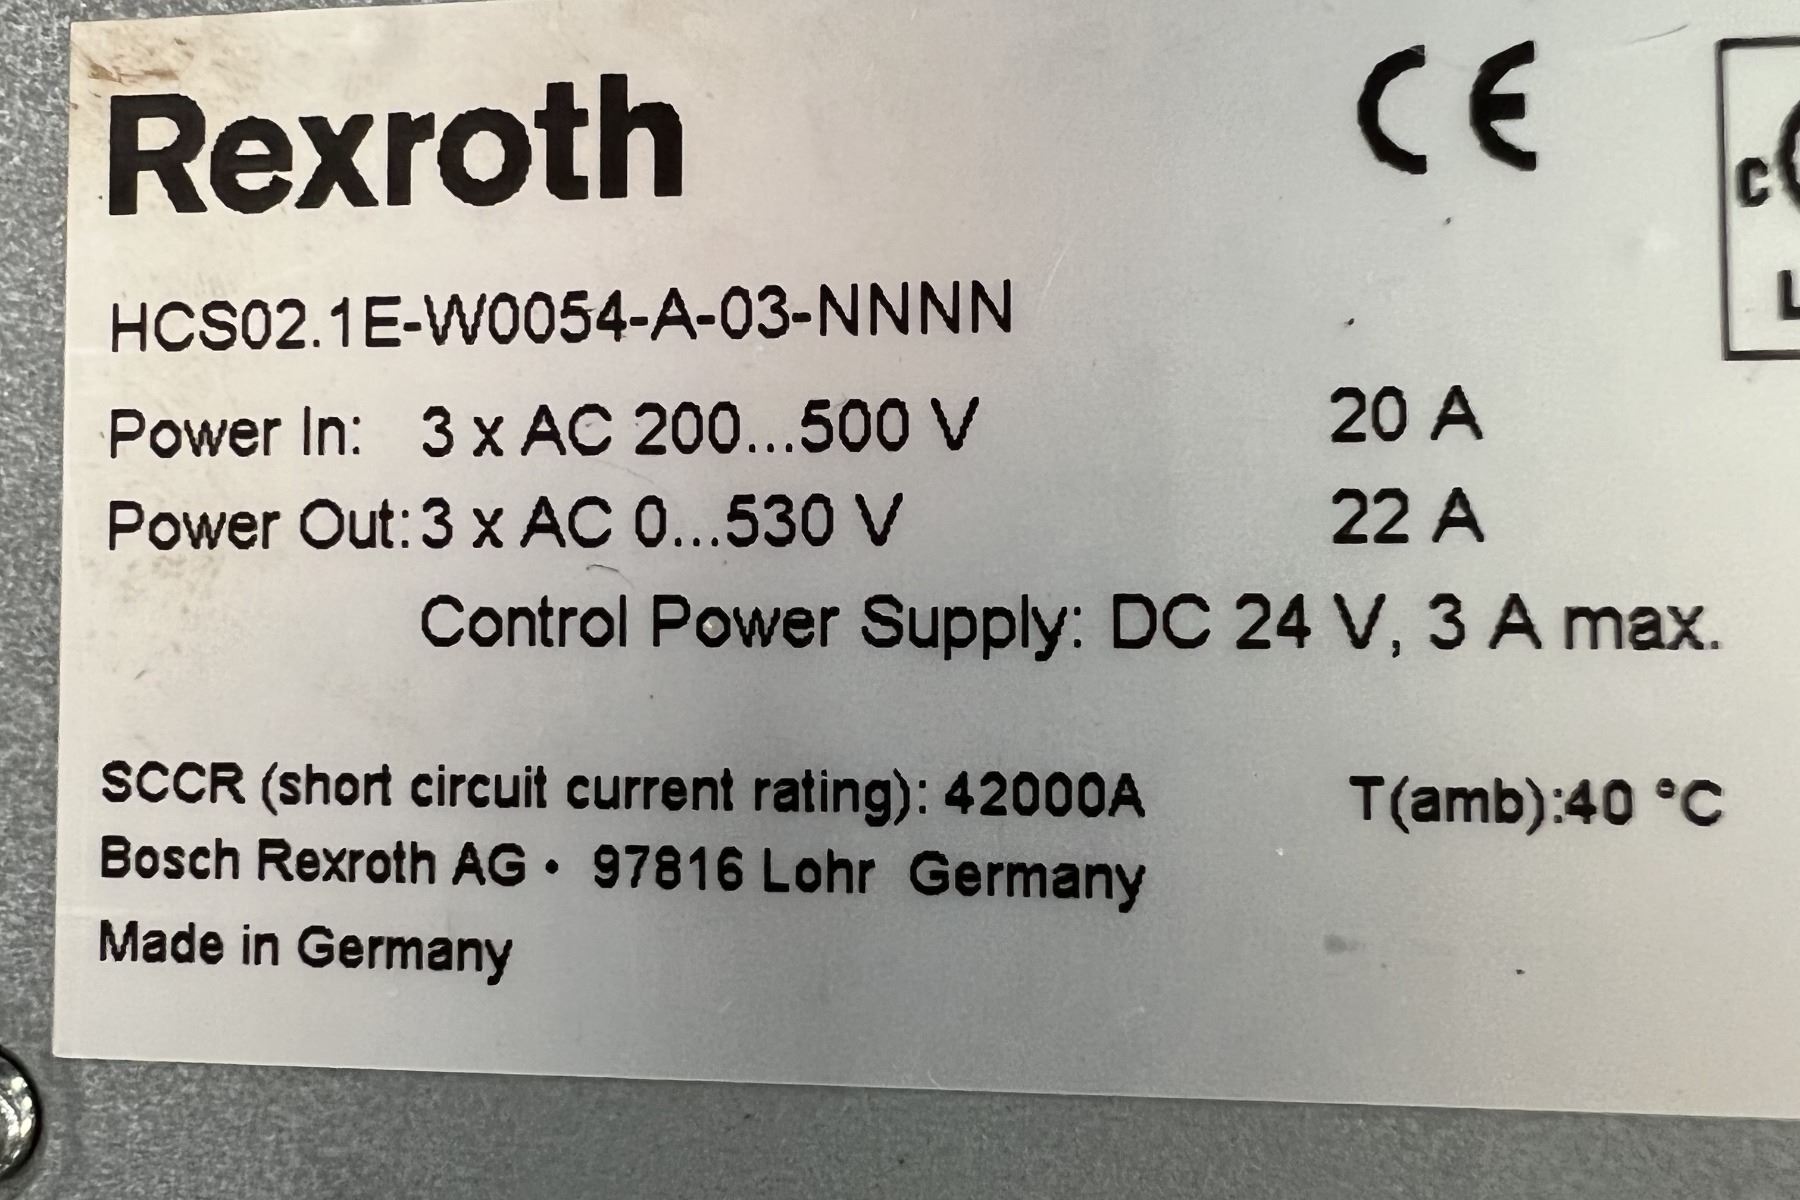 Rexroth CE
C
HCS02.1E-W0054-A-03-NNNN
Power In: 3 x AC 200...500 V 20 A
Power Out: 3 x AC 0...530 V 22 A
Control Power Supply: DC 24 V, 3 A max.
SCCR (short circuit current rating): 42000A T(amb):40 °C
Bosch Rexroth AG • 97816 Lohr Germany
Made in Germany